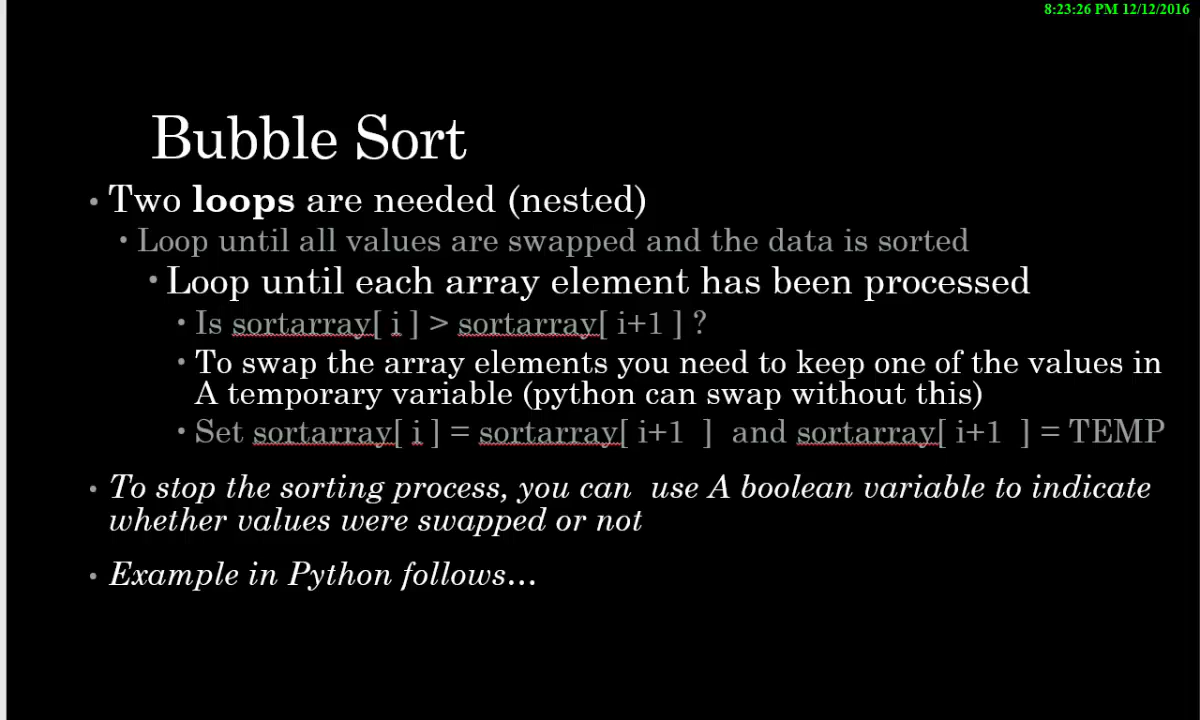 8:23:26 PM 12/12/2016
Bubble Sort
• Two loops are needed (nested)
• Loop until all values are swapped and the data is sorted
• Loop until each array element has been processed
• Is sortarray[ i ] > sortarray[ i+1 ] ?
• To swap the array elements you need to keep one of the values in
A temporary variable (python can swap without this)
• Set sortarray[ i ] = sortarray[ i+1  ]  and sortarray[ i+1  ] = TEMP
• To stop the sorting process, you can  use A boolean variable to indicate
whether values were swapped or not
• Example in Python follows...